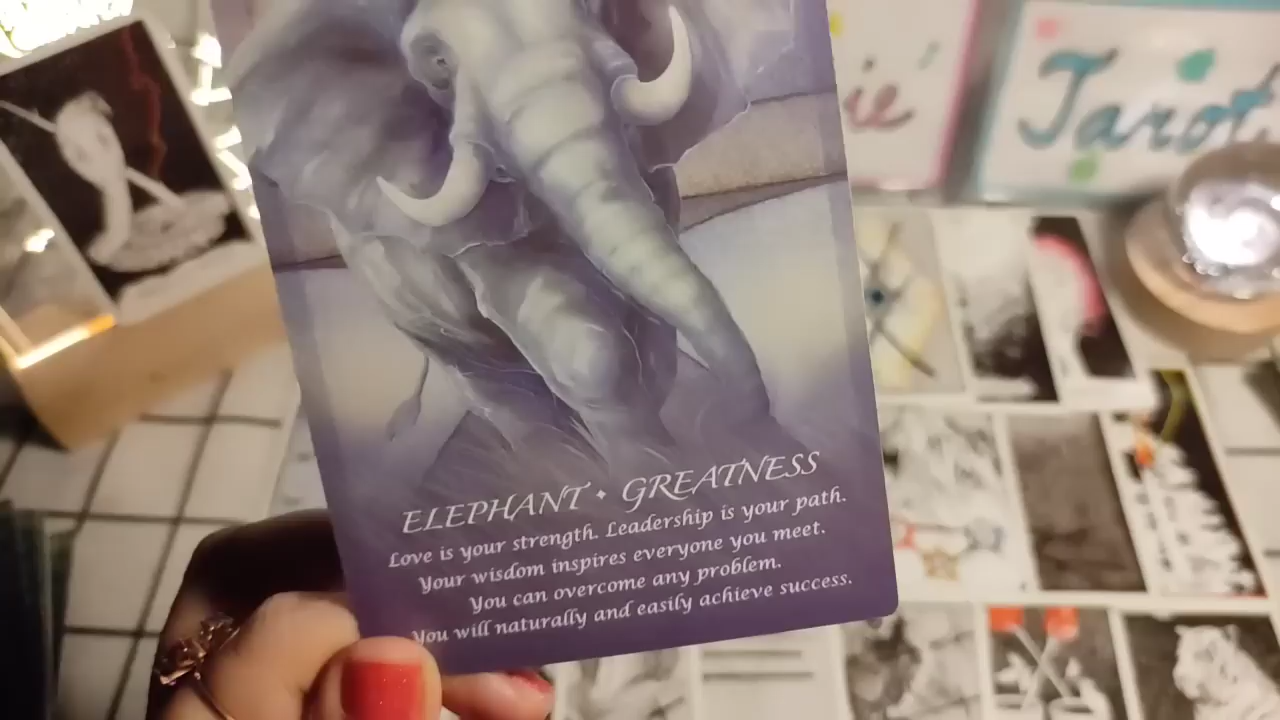 ie
Tarot
ELEPHANT • GREATNESS
Love is your strength. Leadership is your path.
Your wisdom inspires everyone you meet.
You can overcome any problem.
You will naturally and easily achieve success.